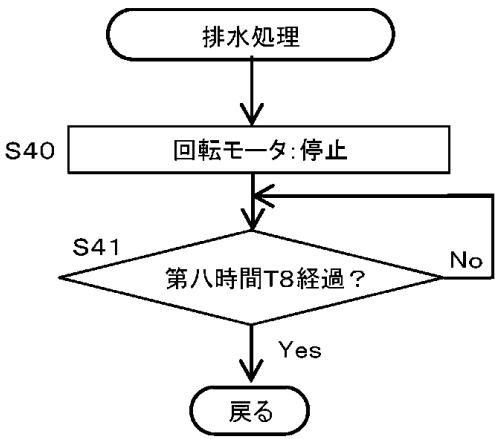 排水処理
S40
回転モータ:停止
S41
第八時間T8経過?
No
Yes
戻る